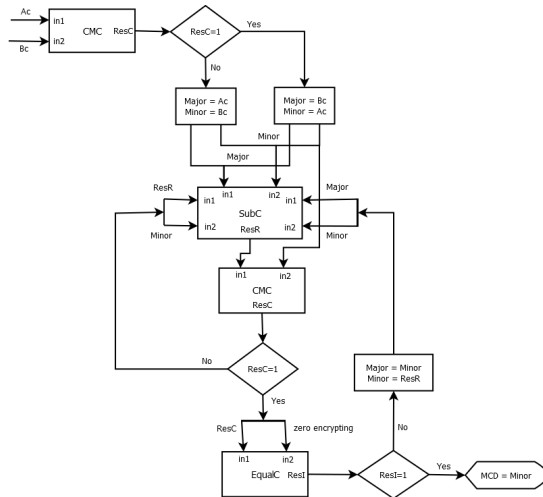 Ac
in1
CMC
ResC
Bc
in2
ResC=1
Yes
No
Major = Ac
Minor = Bc
Major = Bc
Minor = Ac
Minor
Major
ResR
in1
in2
Major
in1
in1
SubC
in2
in2
ResR
Minor
Minor
in1
in2
CMC
ResC
No
ResC=1
Yes
Major = Minor
Minor = ResR
ResC
zero encrypting
No
in1
in2
EqualC
ResI
ResI=1
Yes
MCD = Minor